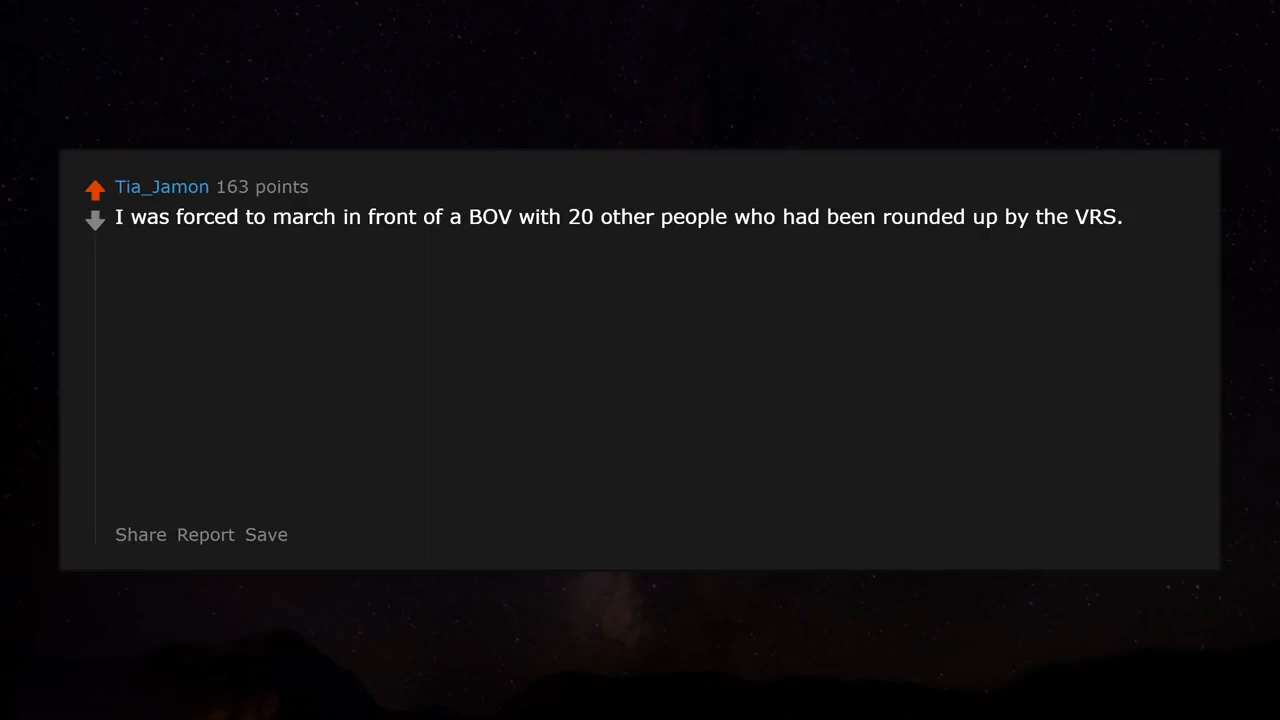 Tia_Jamon 163 points
I was forced to march in front of a BOV with 20 other people who had been rounded up by the VRS.
Share Report Save